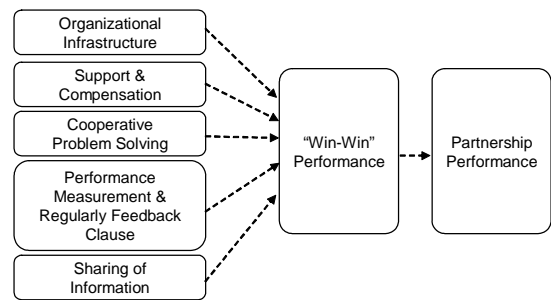 Organizational
Infrastructure
Support &
Compensation
Cooperative
Problem Solving
Performance
Measurement &
Regularly Feedback
Clause
Sharing of
Information
“Win-Win”
Performance
Partnership
Performance